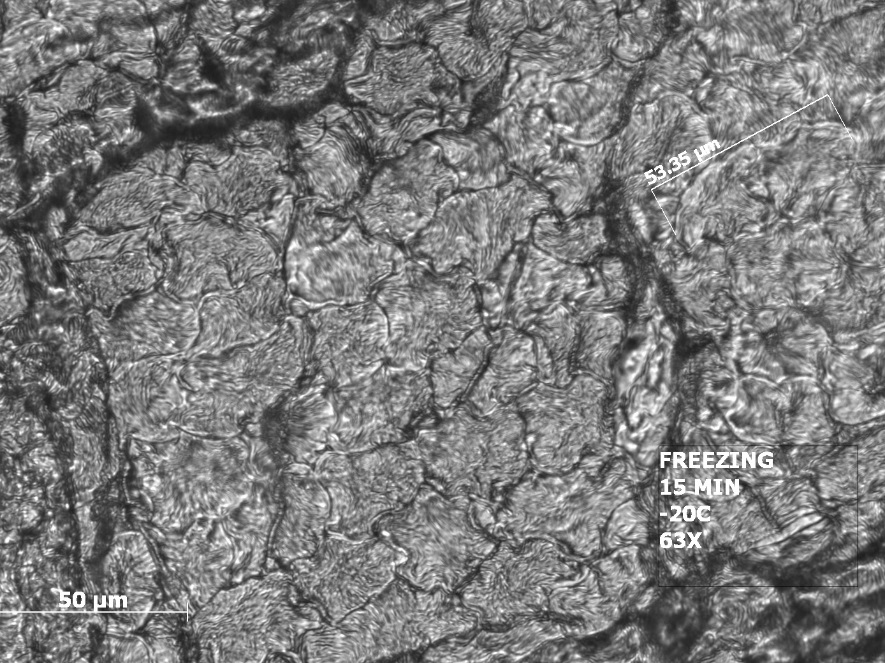 53.35 µm
FREEZING
15 MIN
-20C
63X
50 µm